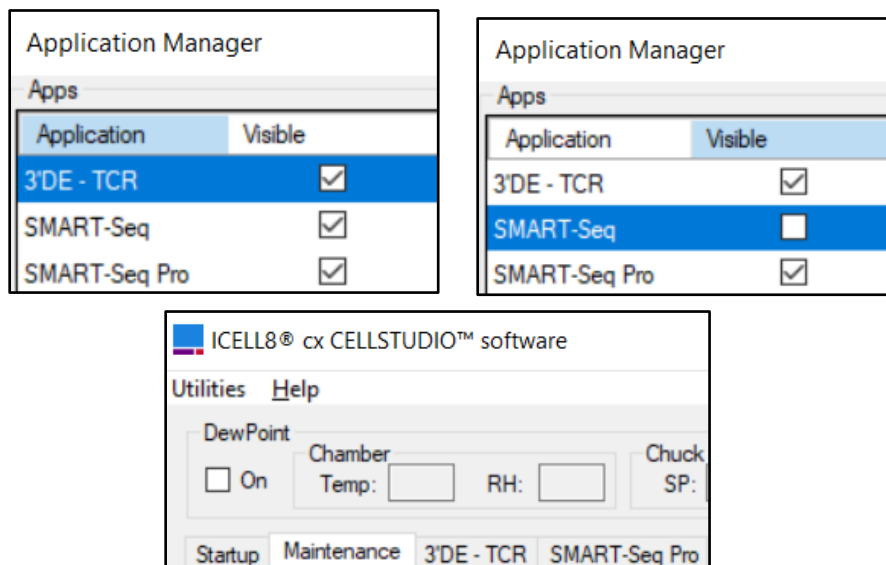 Application Manager
Apps
Application Visible
3'DE - TCR
SMART-Seq
SMART-Seq Pro
Application Manager
Apps
Application Visible
3'DE - TCR
SMART-Seq
SMART-Seq Pro
ICELL8® cx CELLSTUDIO™ software
Utilities Help
DewPoint
Chamber Chuck
On Temp: RH: SP:
Startup Maintenance 3'DE - TCR SMART-Seq Pro